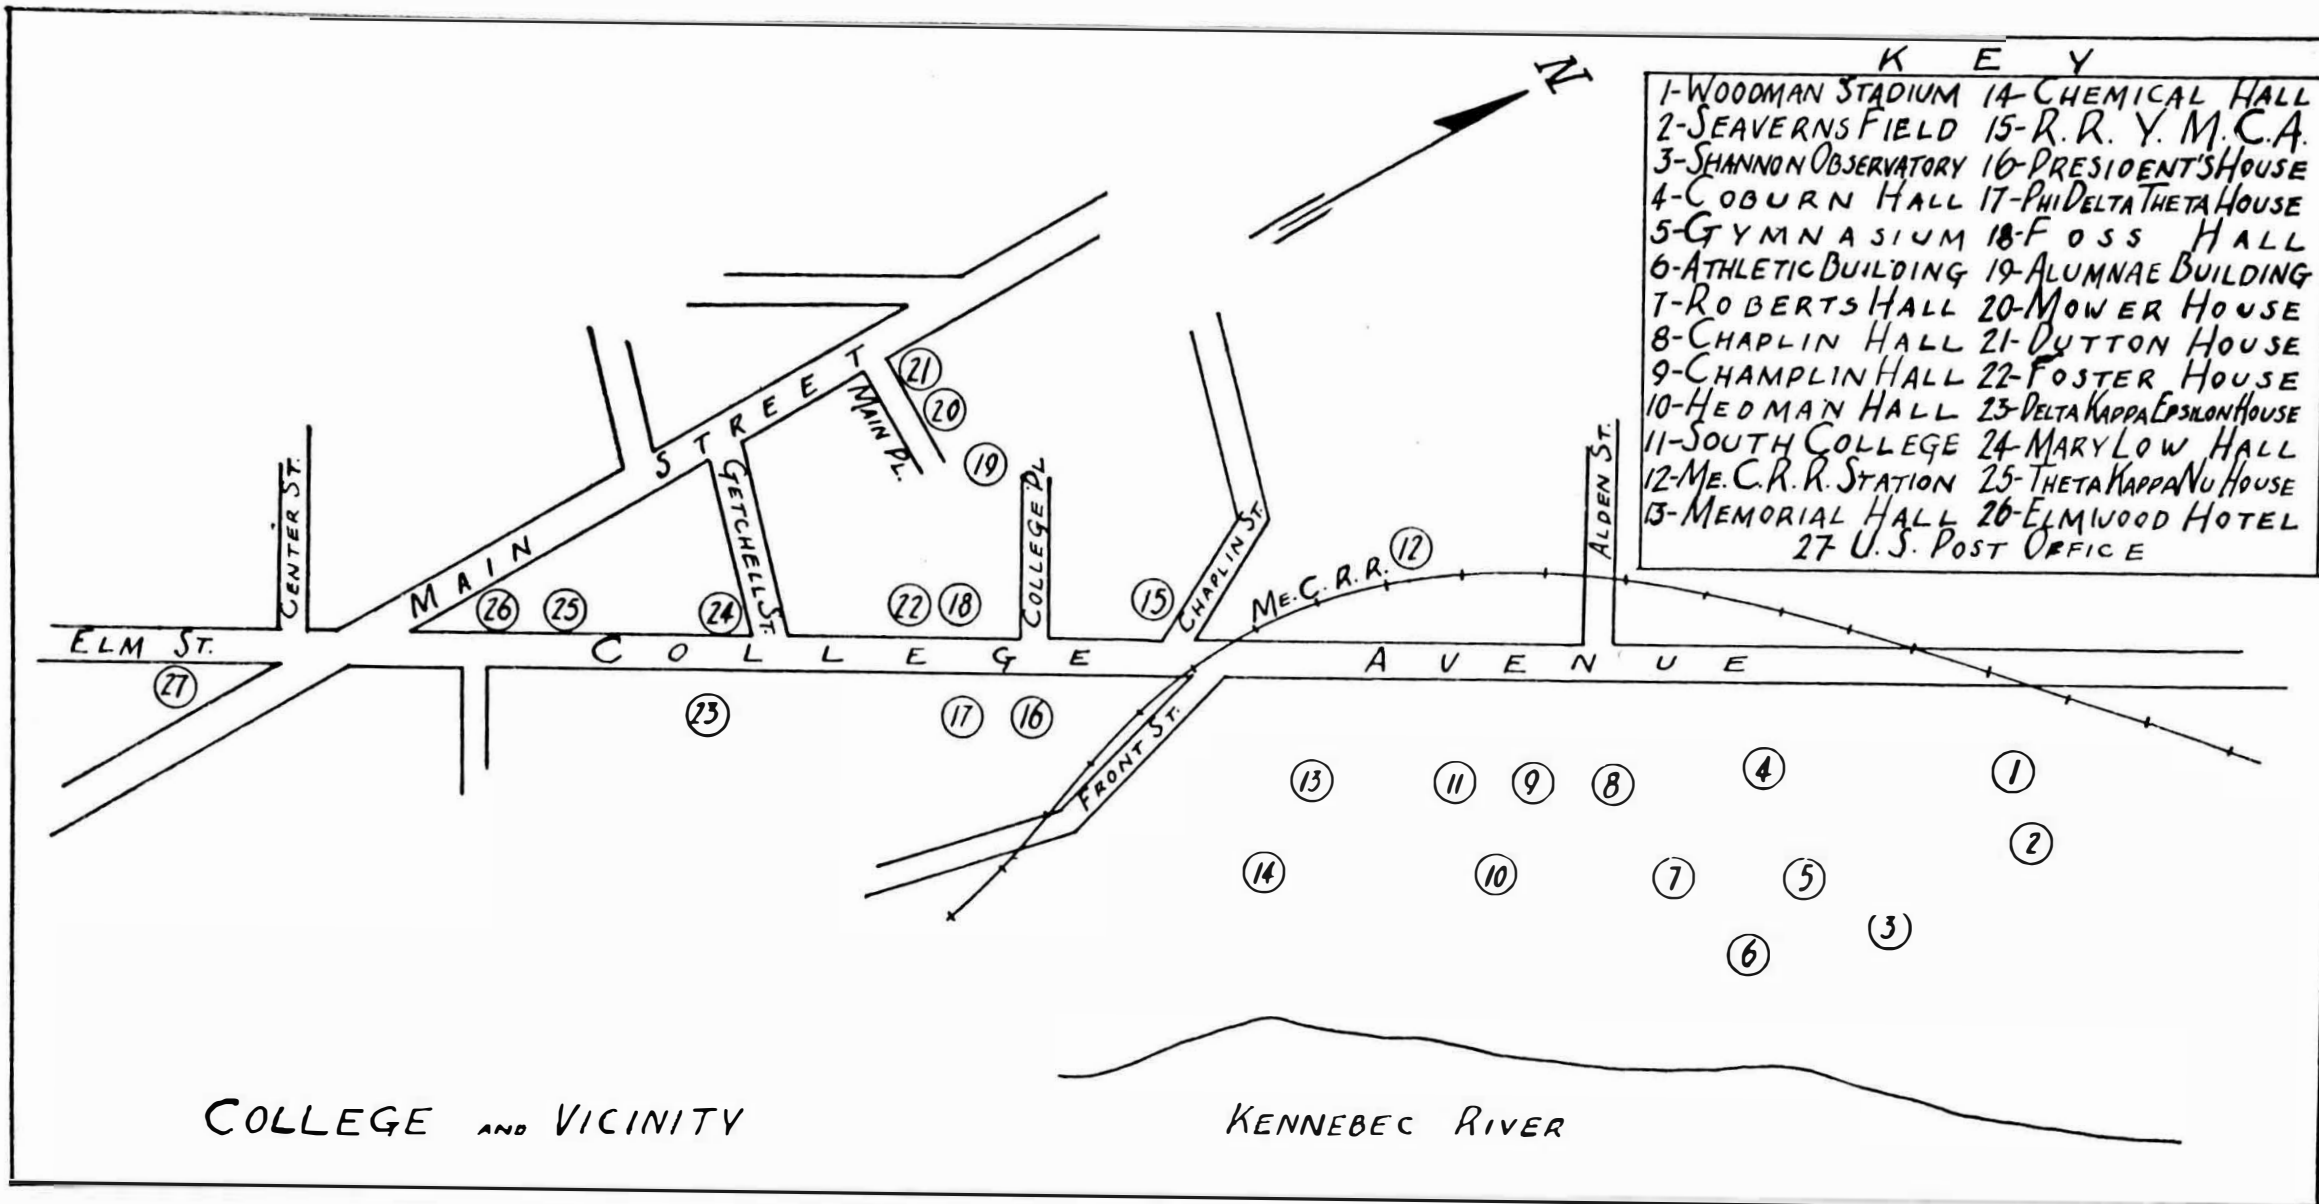 N
KEY
1-WOODMAN STADIUM 14-CHEMICAL HALL
2-SEAVERNS FIELD 15-R.R. Y.M.C.A.
3-SHANNON OBSERVATORY 16-PRESIDENT'S HOUSE
4-COBURN HALL 17-PHI DELTA THETA HOUSE
5-GYMNASIUM 18-FOSS HALL
6-ATHLETIC BUILDING 19-ALUMNAE BUILDING
7-ROBERTS HALL 20-MOWER HOUSE
8-CHAPLIN HALL 21-DUTTON HOUSE
9-CHAMPLIN HALL 22-FOSTER HOUSE
10-HEDMAN HALL 23-DELTA KAPPA EPSILON HOUSE
11-SOUTH COLLEGE 24-MARY LOW HALL
12-ME.C.R.R. STATION 25-THETA KAPPA NU HOUSE
13-MEMORIAL HALL 26-ELMWOOD HOTEL
27-U.S. POST OFFICE
MAIN STREET
21
MAIN PL.
20
19
CENTER ST.
GETCHELL ST.
COLLEGE PL
CHAPLIN ST.
ME.C.R.R.
12
ALDEN ST.
26
25
24
22
18
15
ELM ST.
COLLEGE AVENUE
27
23
17
16
FRONT ST.
13
11
9
8
4
1
2
14
10
7
5
3
6
COLLEGE AND VICINITY
KENNEBEC RIVER